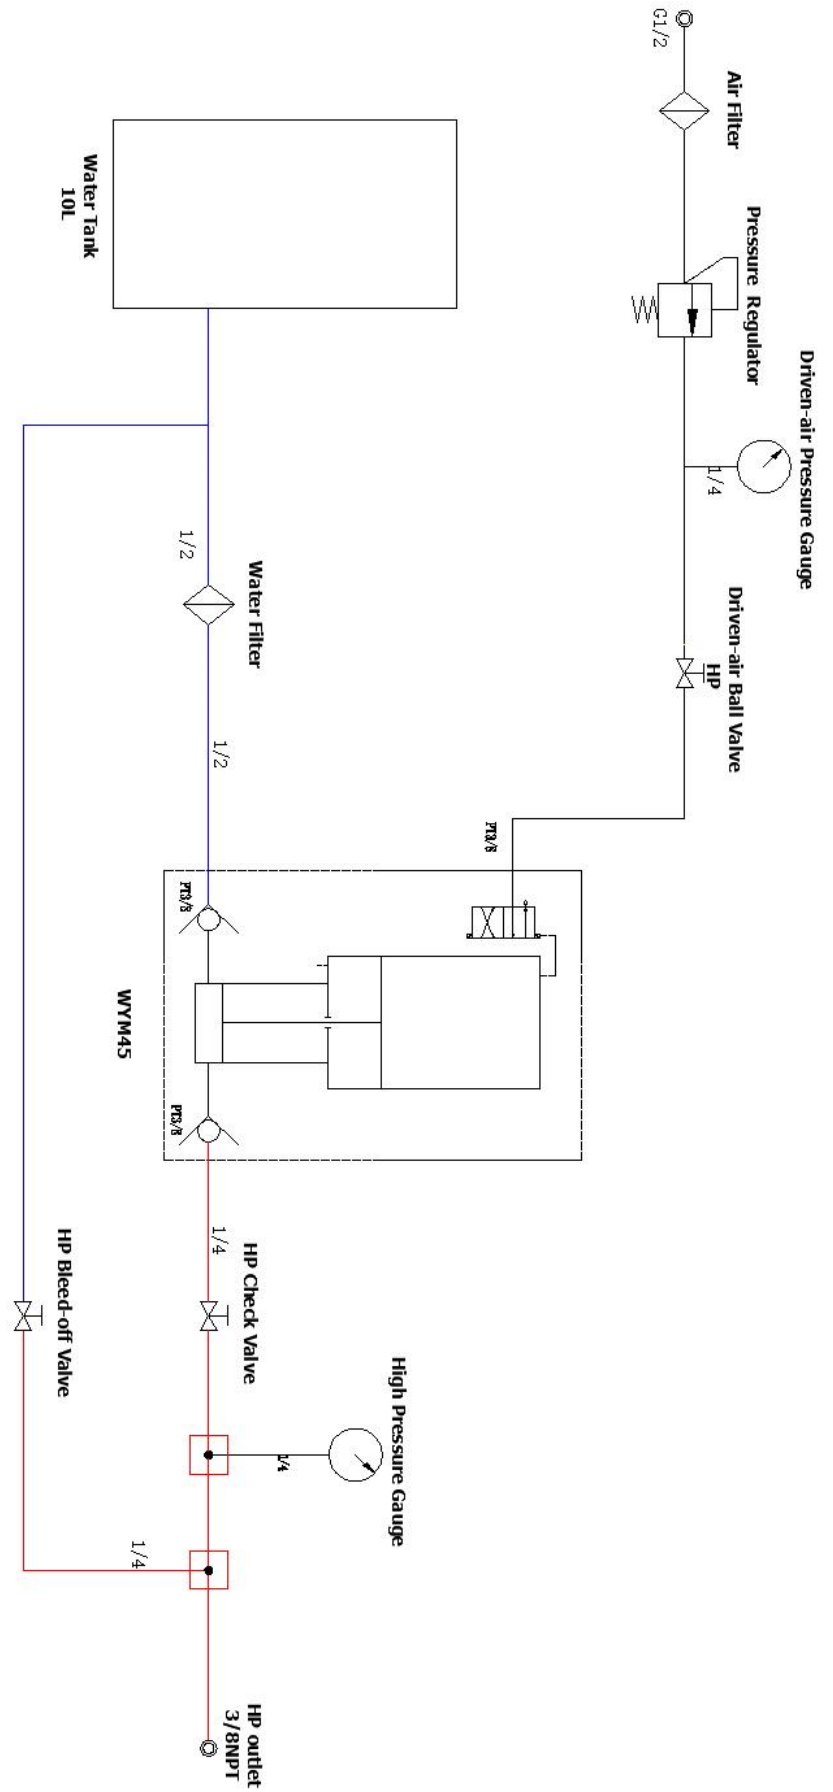 G1/2
Air Filter
Pressure Regulator
Driven-air Pressure Gauge
1/4
Driven-air Ball Valve
HP
PT3/8
Water Tank
10L
1/2
Water Filter
1/2
PT3/8
WYM45
PT3/8
1/4
HP Check Valve
HP Bleed-off Valve
High Pressure Gauge
1/4
1/4
HP outlet
3/8NPT